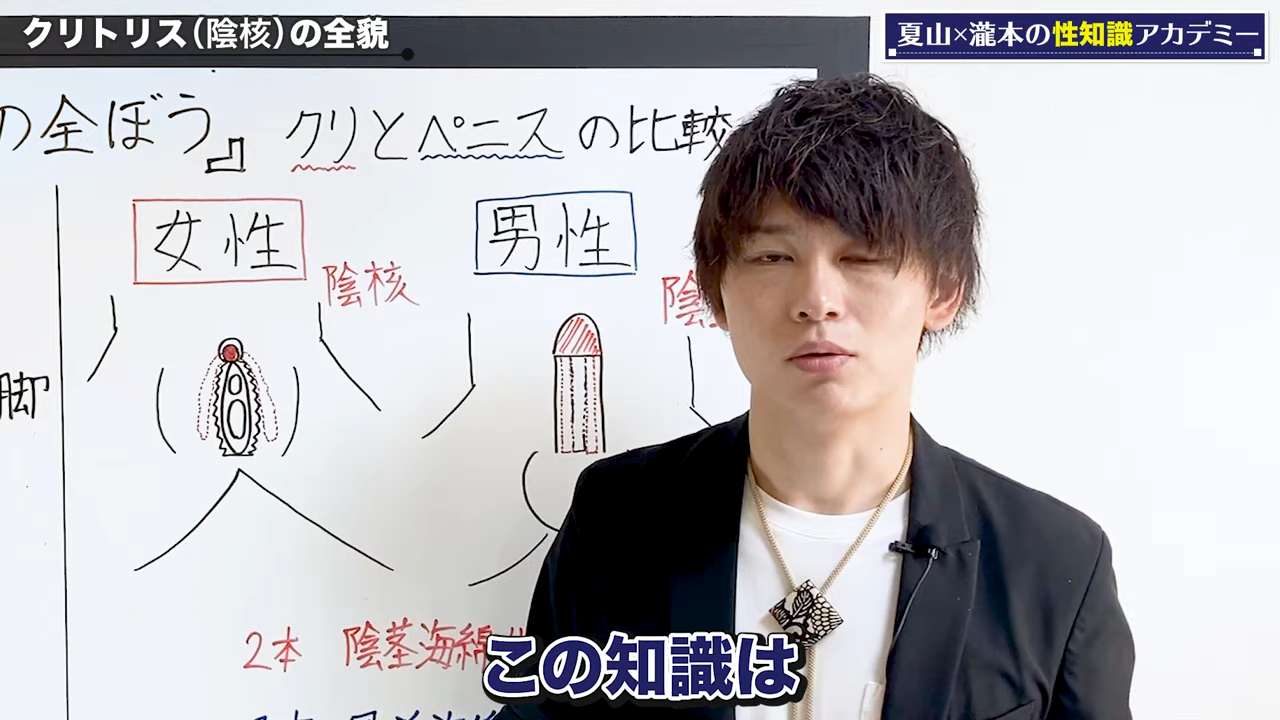 クリトリス(陰核)の全貌
夏山×瀧本の性知識アカデミー
の全ぼう』 クリとペニスの比較
女性
男性
陰核
陰
脚
2本 陰茎海綿
この知識は